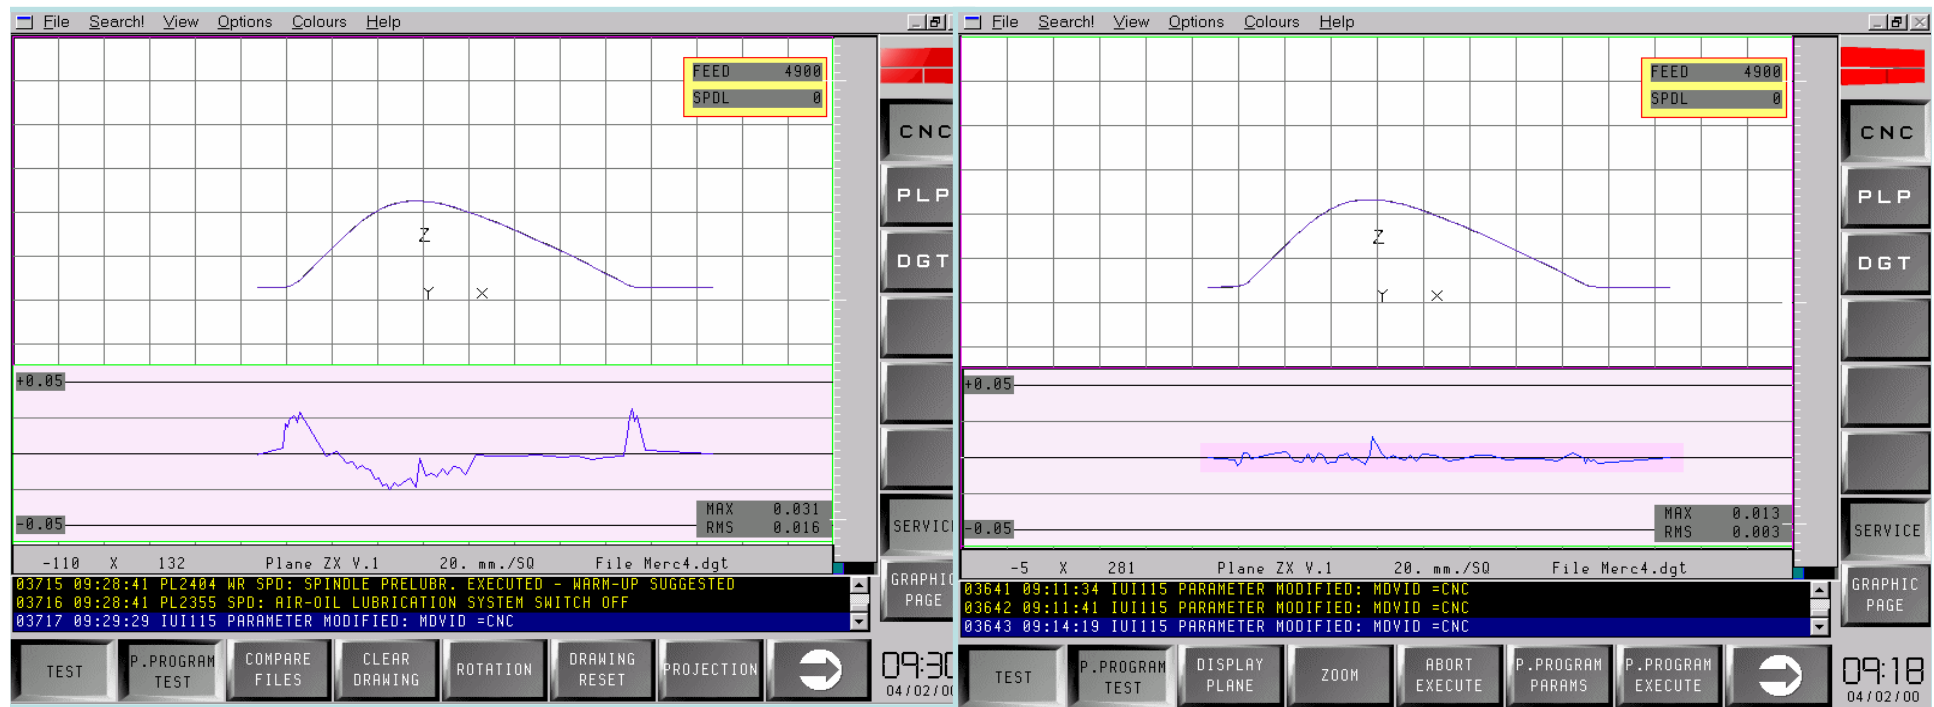 File Search! View Options Colours Help
FEED 4900
SPDL 0
CNC
PLP
DGT
Z
Y X
+0.05
-0.05
MAX 0.031
RMS 0.016
SERVICE
-110 X 132 Plane ZX V.1 20. mm./SQ File Merc4.dgt
03715 09:28:41 PL2404 WR SPD: SPINDLE PRELUBR. EXECUTED - WARM-UP SUGGESTED
03716 09:28:41 PL2355 SPD: AIR-OIL LUBRICATION SYSTEM SWITCH OFF
03717 09:29:29 IUI115 PARAMETER MODIFIED: MDVID =CNC
GRAPHIC
PAGE
TEST
P.PROGRAM
TEST
COMPARE
FILES
CLEAR
DRAWING
ROTATION
DRAWING
RESET
PROJECTION
09:30
04/02/00
File Search! View Options Colours Help
FEED 4900
SPDL 0
CNC
PLP
DGT
Z
Y X
+0.05
-0.05
MAX 0.013
RMS 0.003
SERVICE
-5 X 281 Plane ZX V.1 20. mm./SQ File Merc4.dgt
03641 09:11:34 IUI115 PARAMETER MODIFIED: MDVID =CNC
03642 09:11:41 IUI115 PARAMETER MODIFIED: MDVID =CNC
03643 09:14:19 IUI115 PARAMETER MODIFIED: MDVID =CNC
GRAPHIC
PAGE
TEST
P.PROGRAM
TEST
DISPLAY
PLANE
ZOOM
ABORT
EXECUTE
P.PROGRAM
PARAMS
P.PROGRAM
EXECUTE
09:18
04/02/00